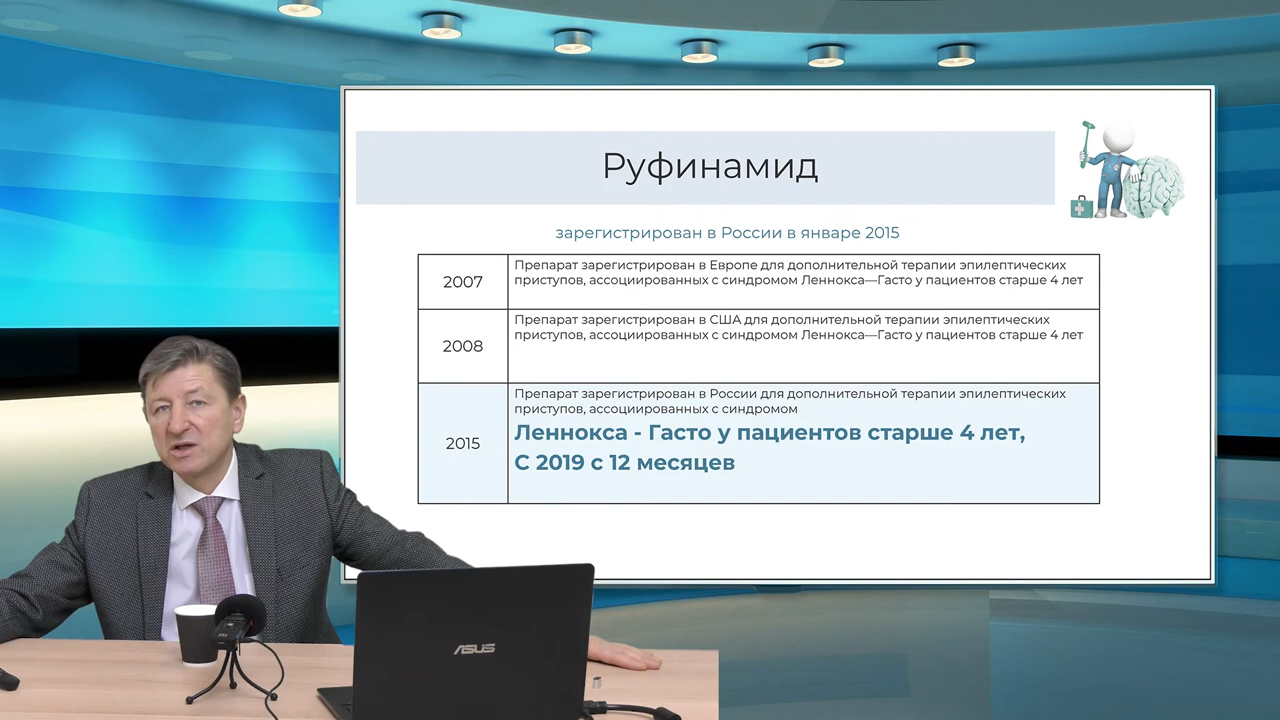 Руфинамид
зарегистрирован в России в январе 2015
2007
Препарат зарегистрирован в Европе для дополнительной терапии эпилептических
приступов, ассоциированных с синдромом Леннокса—Гасто у пациентов старше 4 лет
2008
Препарат зарегистрирован в США для дополнительной терапии эпилептических
приступов, ассоциированных с синдромом Леннокса—Гасто у пациентов старше 4 лет
2015
Препарат зарегистрирован в России для дополнительной терапии эпилептических
приступов, ассоциированных с синдромом
Леннокса - Гасто у пациентов старше 4 лет,
С 2019 с 12 месяцев
ASUS